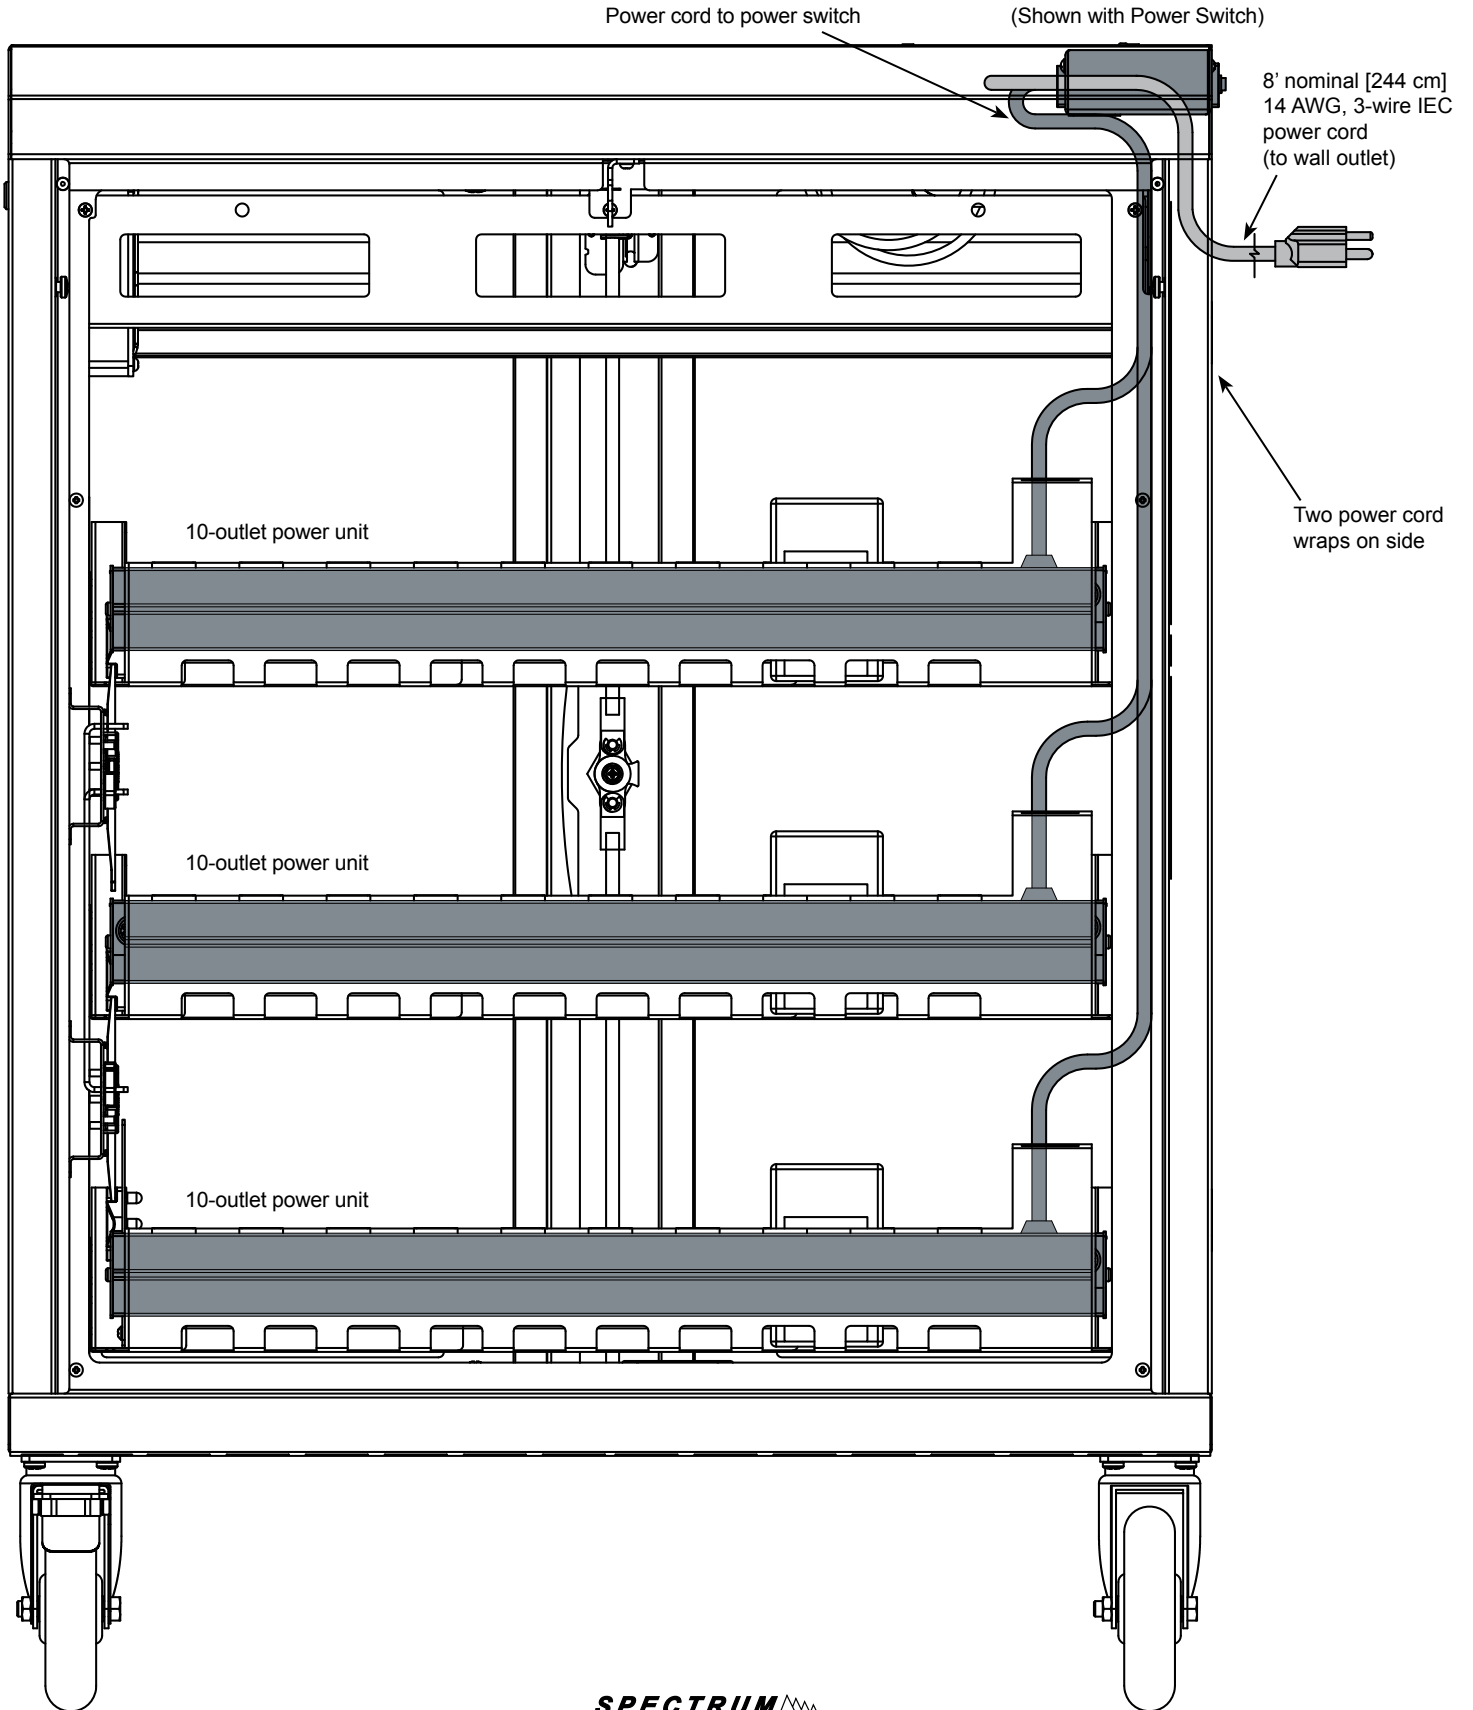 Power cord to power switch
(Shown with Power Switch)
8’ nominal [244 cm]
14 AWG, 3-wire IEC
power cord
(to wall outlet)
Two power cord
wraps on side
10-outlet power unit
10-outlet power unit
10-outlet power unit
SPECTRUM